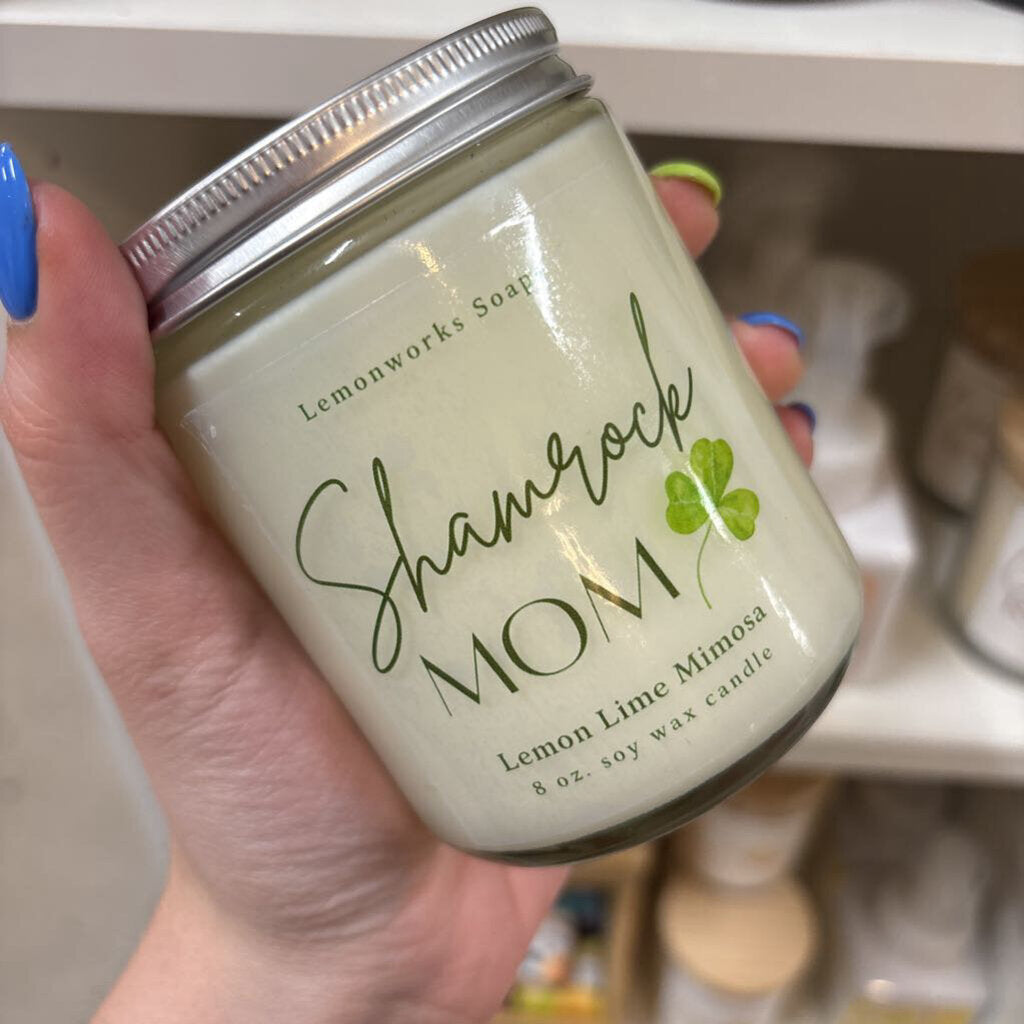 Lemonworks Soap
Shamrock
MOM
Lemon Lime Mimosa
8 oz. soy wax candle